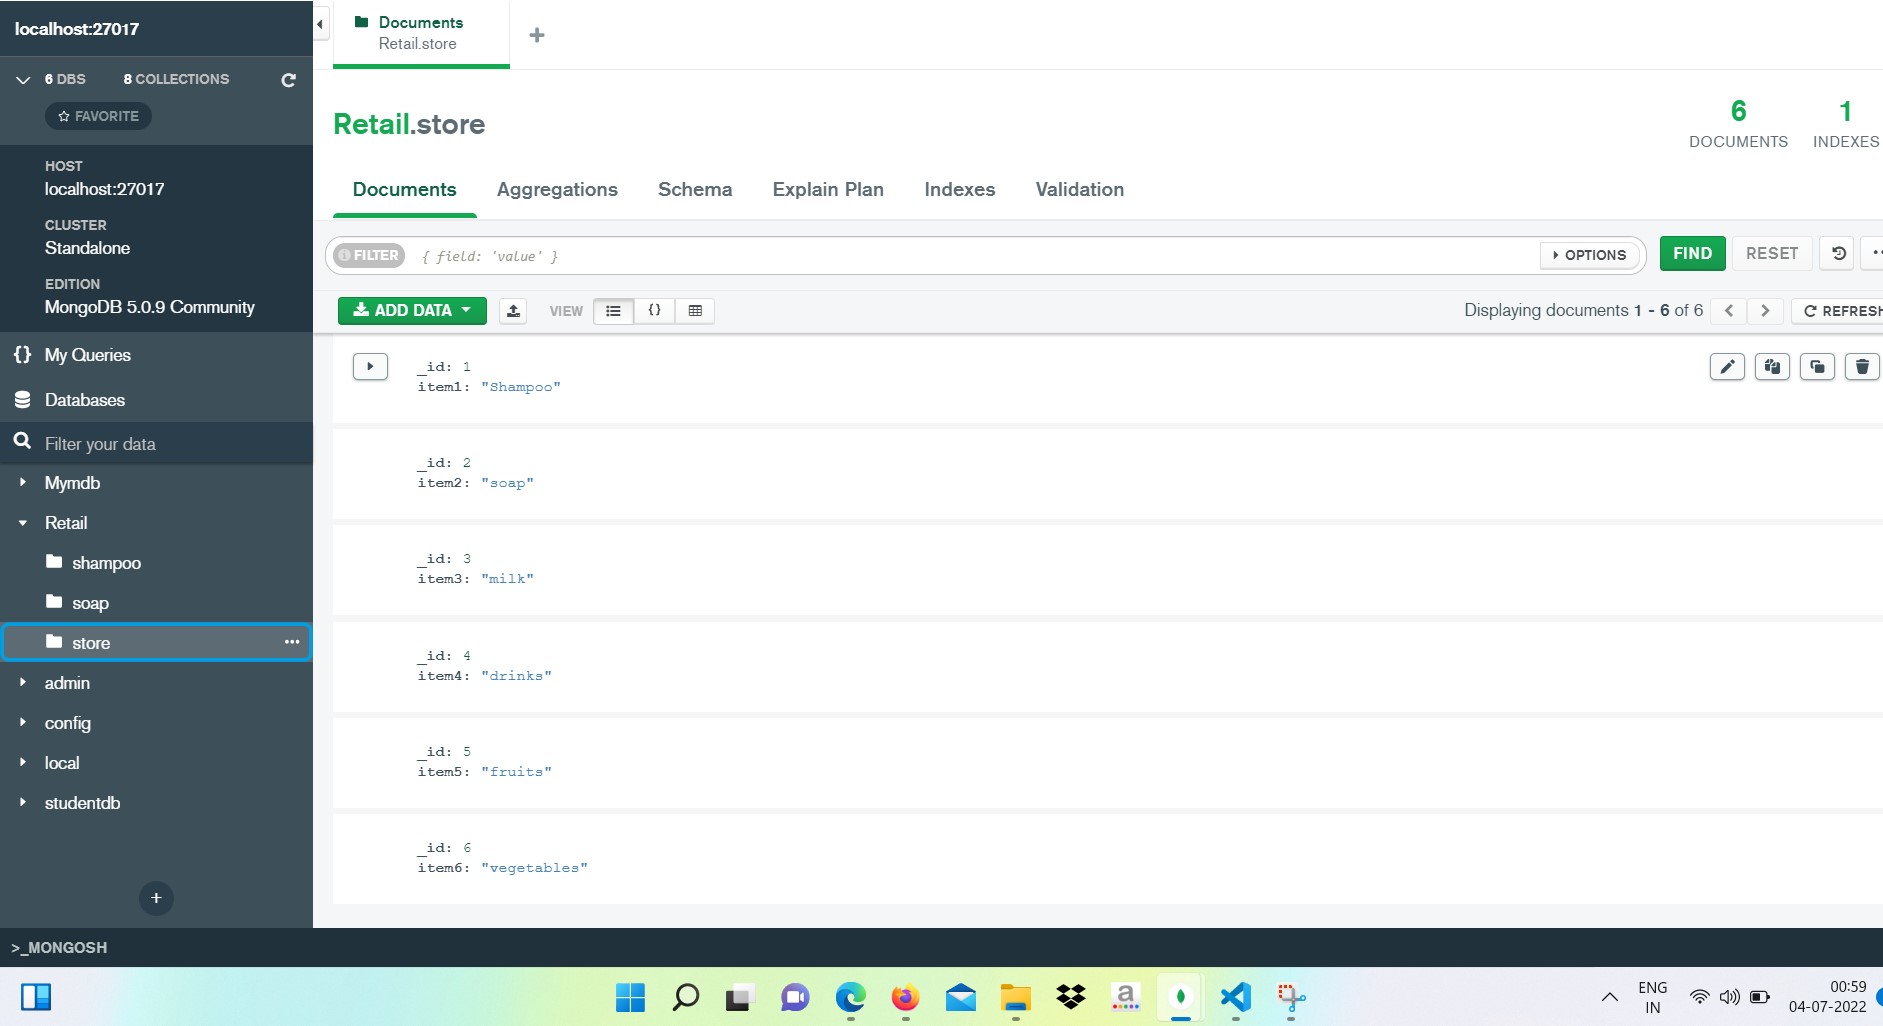 localhost:27017
6 DBS 8 COLLECTIONS
FAVORITE
HOST
localhost:27017
CLUSTER
Standalone
EDITION
MongoDB 5.0.9 Community
{} My Queries
Databases
Filter your data
Mymdb
Retail
shampoo
soap
store
admin
config
local
studentdb
+
>_MONGOSH
Documents
Retail.store
+
Retail.store
6
DOCUMENTS
1
INDEXES
Documents Aggregations Schema Explain Plan Indexes Validation
FILTER { field: 'value' } OPTIONS FIND RESET
ADD DATA VIEW {} Displaying documents 1 - 6 of 6 REFRESH
_id: 1
item1: "Shampoo"
_id: 2
item2: "soap"
_id: 3
item3: "milk"
_id: 4
item4: "drinks"
_id: 5
item5: "fruits"
_id: 6
item6: "vegetables"
a
ENG
IN
00:59
04-07-2022